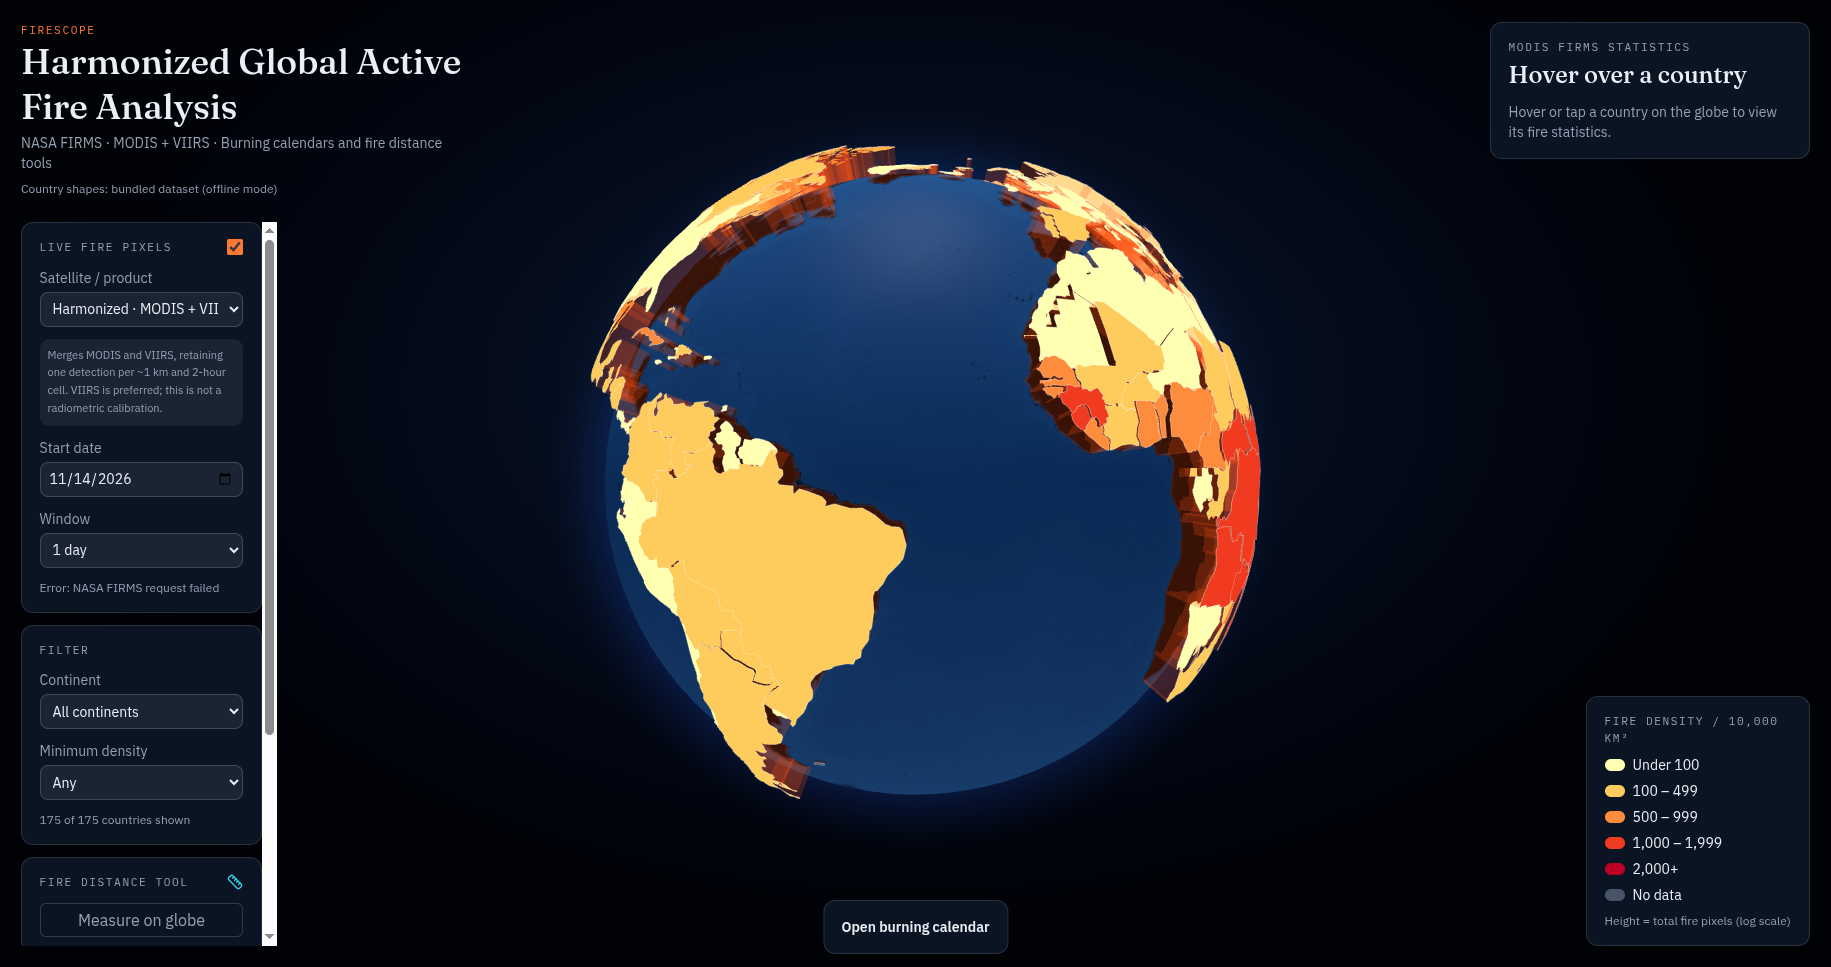 FIRESCOPE
Harmonized Global Active
Fire Analysis
NASA FIRMS · MODIS + VIIRS · Burning calendars and fire distance
tools
Country shapes: bundled dataset (offline mode)
LIVE FIRE PIXELS
Satellite / product
Harmonized · MODIS + VII
Merges MODIS and VIIRS, retaining
one detection per ~1 km and 2-hour
cell. VIIRS is preferred; this is not a
radiometric calibration.
Start date
11/14/2026
Window
1 day
Error: NASA FIRMS request failed
FILTER
Continent
All continents
Minimum density
Any
175 of 175 countries shown
FIRE DISTANCE TOOL
Measure on globe
Open burning calendar
MODIS FIRMS STATISTICS
Hover over a country
Hover or tap a country on the globe to view
its fire statistics.
FIRE DENSITY / 10,000
KM²
Under 100
100 – 499
500 – 999
1,000 – 1,999
2,000+
No data
Height = total fire pixels (log scale)